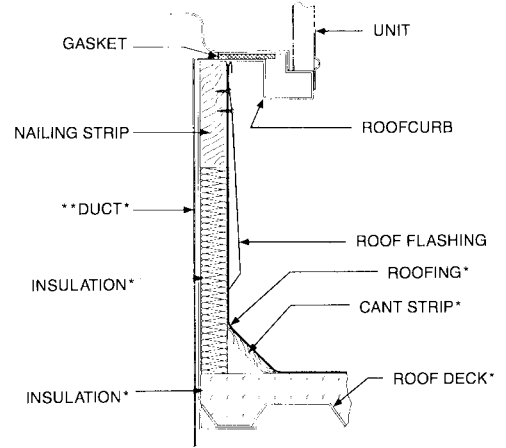 UNIT
GASKET
ROOFCURB
NAILING STRIP
**DUCT*
ROOF FLASHING
ROOFING*
INSULATION*
CANT STRIP*
ROOF DECK*
INSULATION*